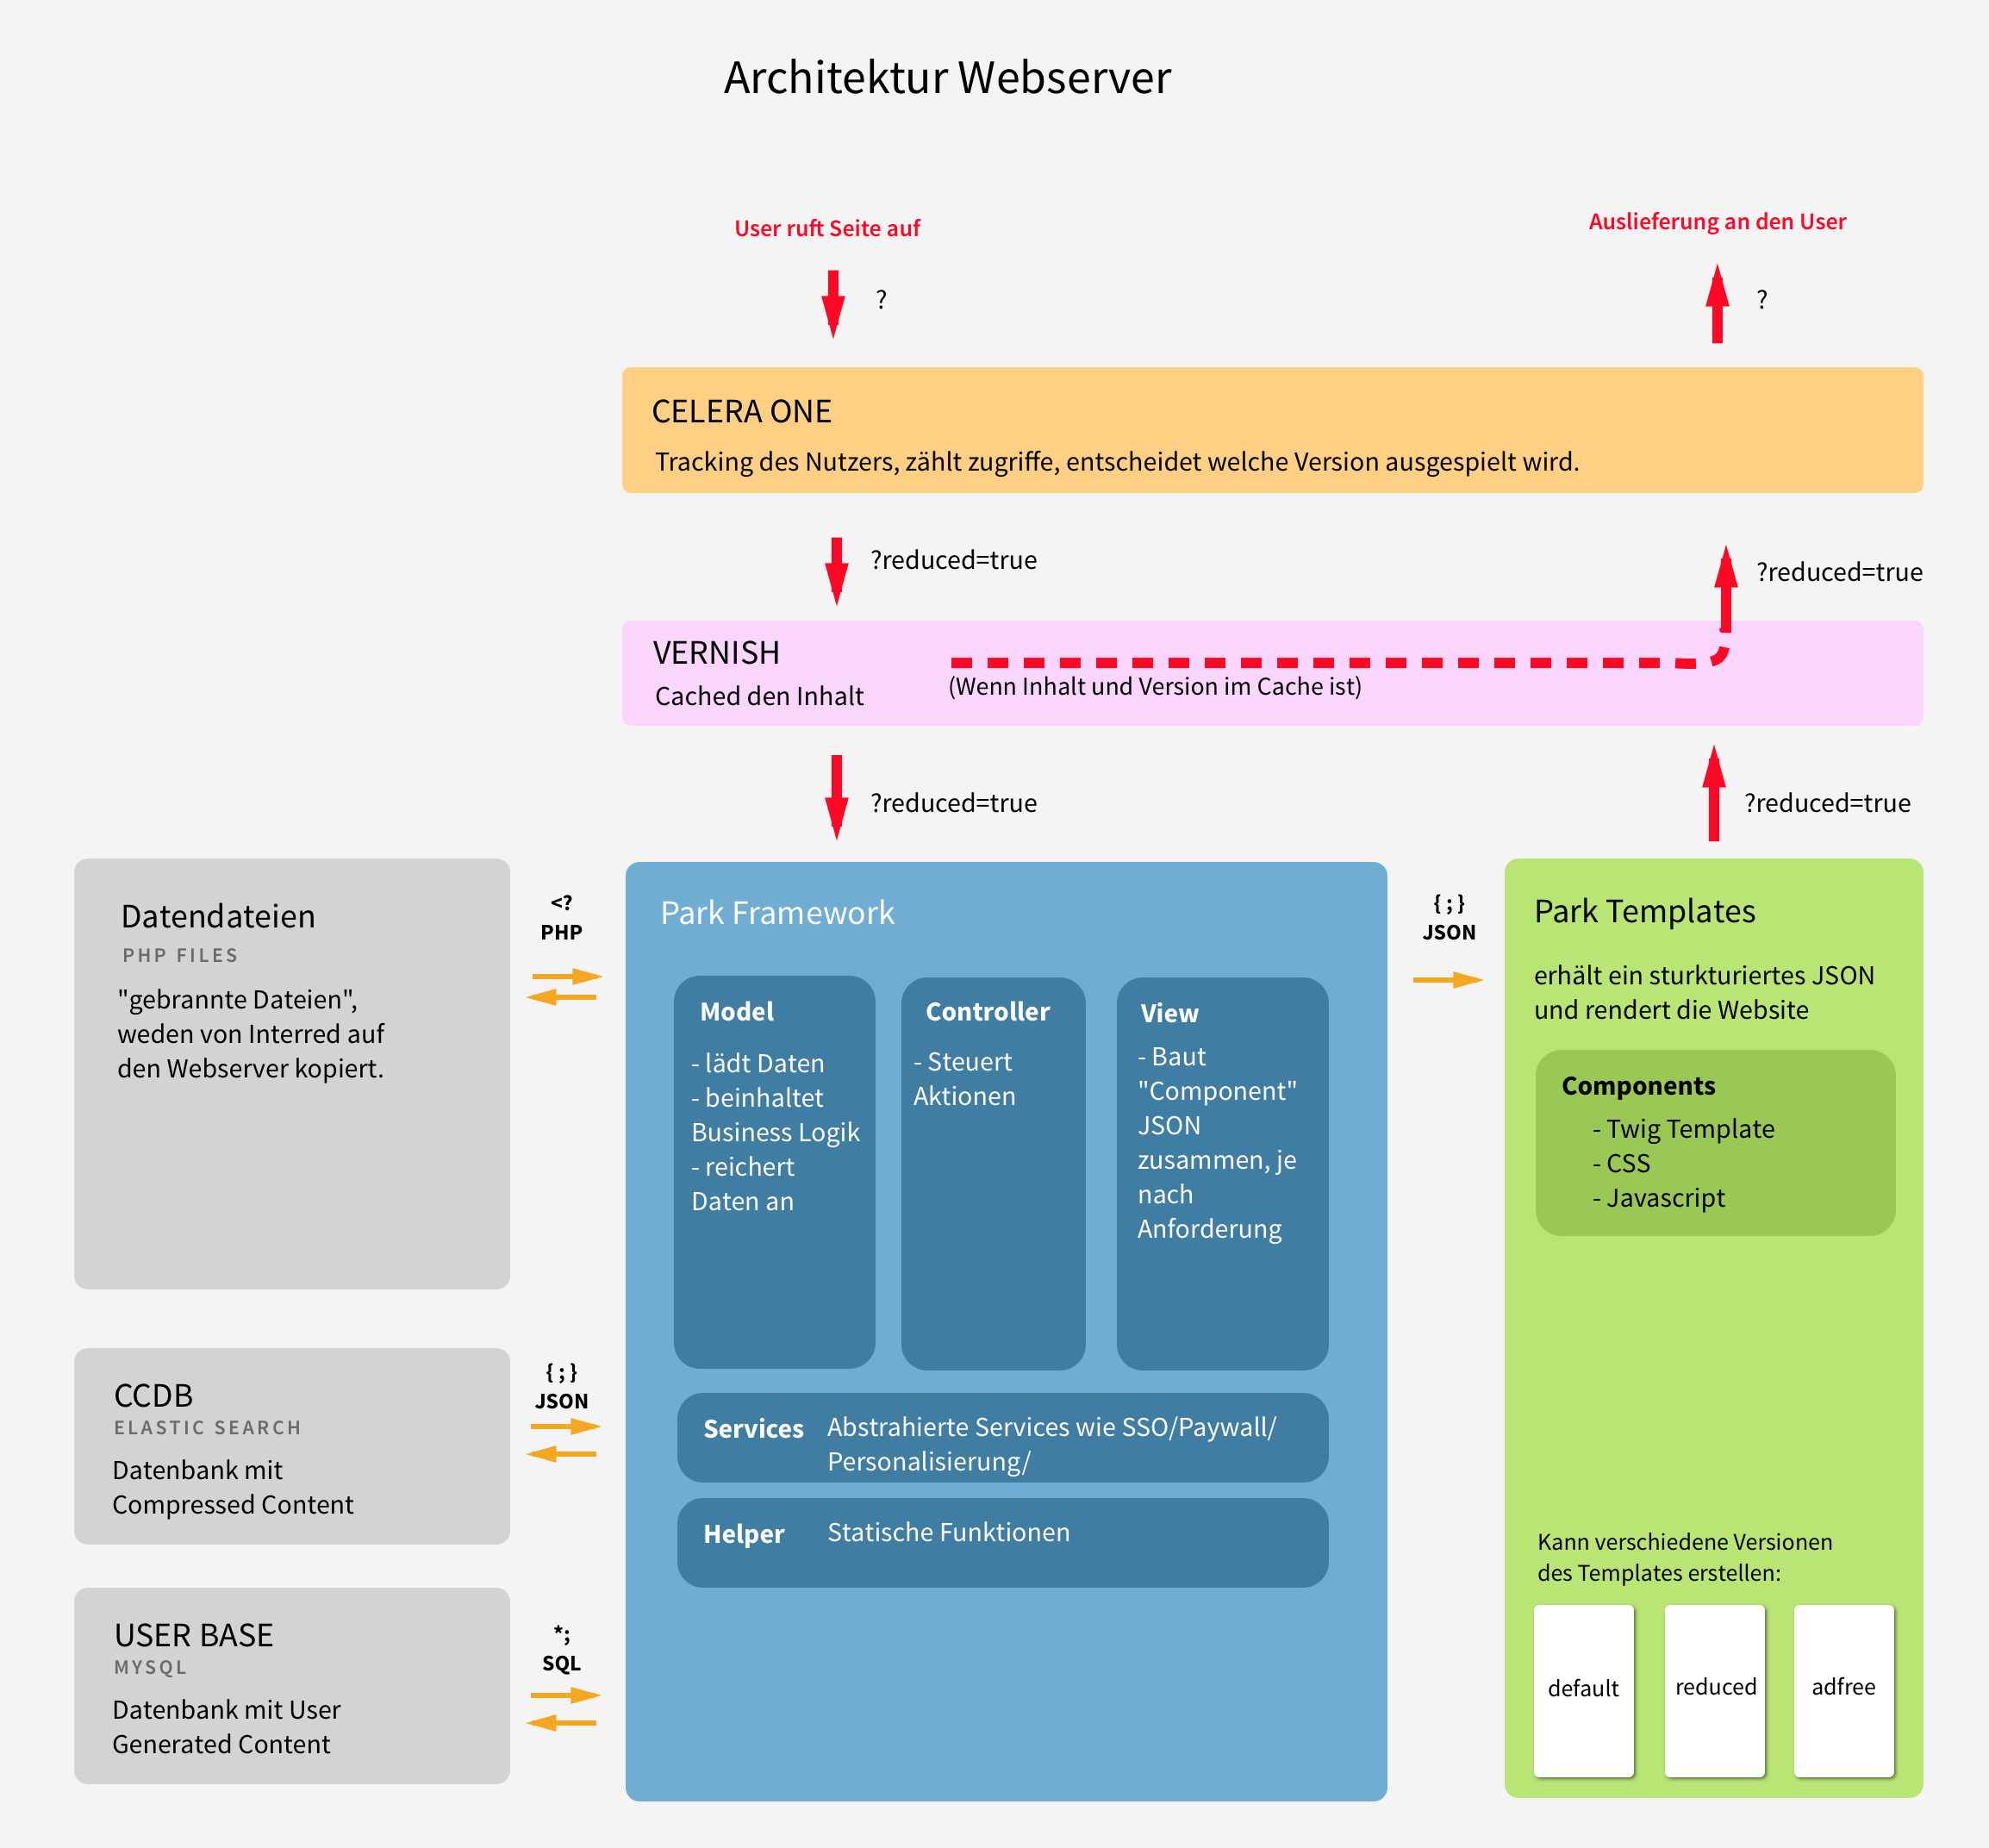 Architektur Webserver
User ruft Seite auf
Auslieferung an den User
?
?
CELERA ONE
Tracking des Nutzers, zählt zugriffe, entscheidet welche Version ausgespielt wird.
?reduced=true
?reduced=true
VERNISH
Cached den Inhalt
(Wenn Inhalt und Version im Cache ist)
?reduced=true
?reduced=true
Datendateien
PHP FILES
"gebrannte Dateien",
weden von Interred auf
den Webserver kopiert.
<?
PHP
CCDB
ELASTIC SEARCH
Datenbank mit
Compressed Content
{ ; }
JSON
USER BASE
MYSQL
Datenbank mit User
Generated Content
*;
SQL
Park Framework
Model
- lädt Daten
- beinhaltet
Business Logik
- reichert
Daten an
Controller
- Steuert
Aktionen
View
- Baut
"Component"
JSON
zusammen, je
nach
Anforderung
Services
Abstrahierte Services wie SSO/Paywall/
Personalisierung/
Helper
Statische Funktionen
{ ; }
JSON
Park Templates
erhält ein sturkturiertes JSON
und rendert die Website
Components
- Twig Template
- CSS
- Javascript
Kann verschiedene Versionen
des Templates erstellen:
default
reduced
adfree